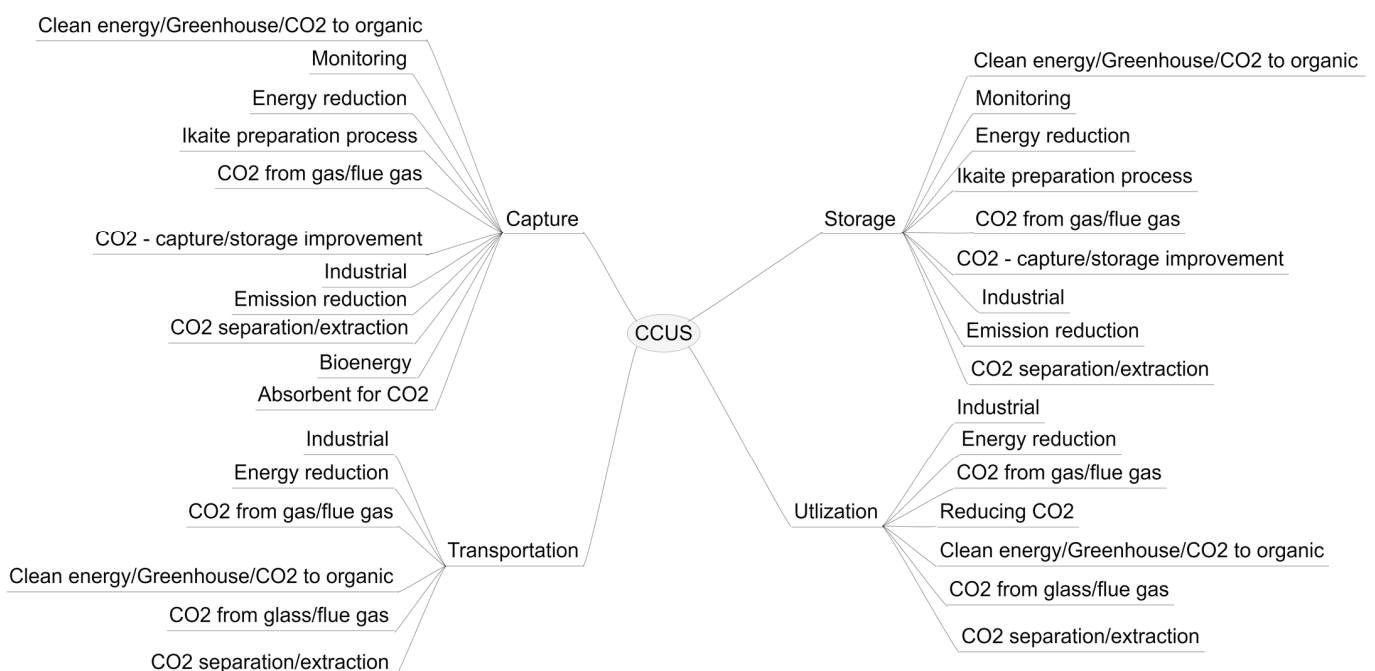 Clean energy/Greenhouse/CO2 to organic
Monitoring
Energy reduction
Ikaite preparation process
CO2 from gas/flue gas
Capture
CO2 - capture/storage improvement
Industrial
Emission reduction
CO2 separation/extraction
Bioenergy
Absorbent for CO2
Industrial
Energy reduction
CO2 from gas/flue gas
Transportation
Clean energy/Greenhouse/CO2 to organic
CO2 from glass/flue gas
CO2 separation/extraction
CCUS
Clean energy/Greenhouse/CO2 to organic
Monitoring
Energy reduction
Ikaite preparation process
Storage
CO2 from gas/flue gas
CO2 - capture/storage improvement
Industrial
Emission reduction
CO2 separation/extraction
Industrial
Energy reduction
CO2 from gas/flue gas
Utlization
Reducing CO2
Clean energy/Greenhouse/CO2 to organic
CO2 from glass/flue gas
CO2 separation/extraction